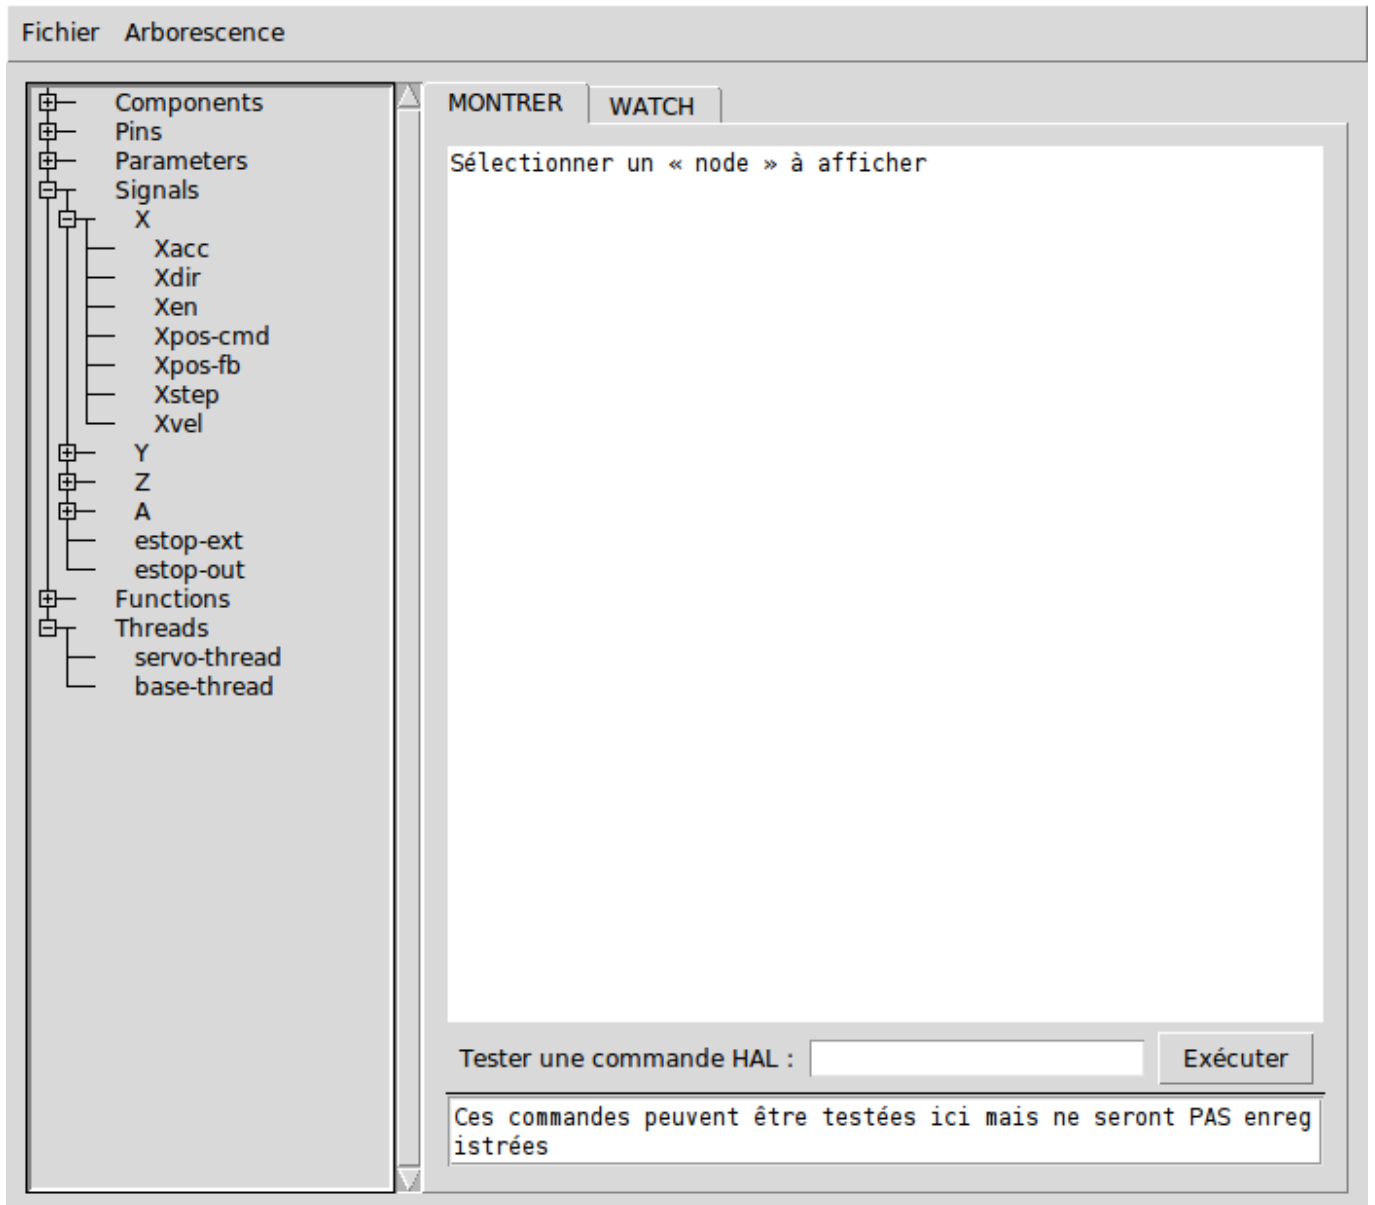 Fichier Arborescence
Components
Pins
Parameters
Signals
X
Xacc
Xdir
Xen
Xpos-cmd
Xpos-fb
Xstep
Xvel
Y
Z
A
estop-ext
estop-out
Functions
Threads
servo-thread
base-thread
MONTRER WATCH
Sélectionner un « node » à afficher
Tester une commande HAL : Exécuter
Ces commandes peuvent être testées ici mais ne seront PAS enreg
istrées